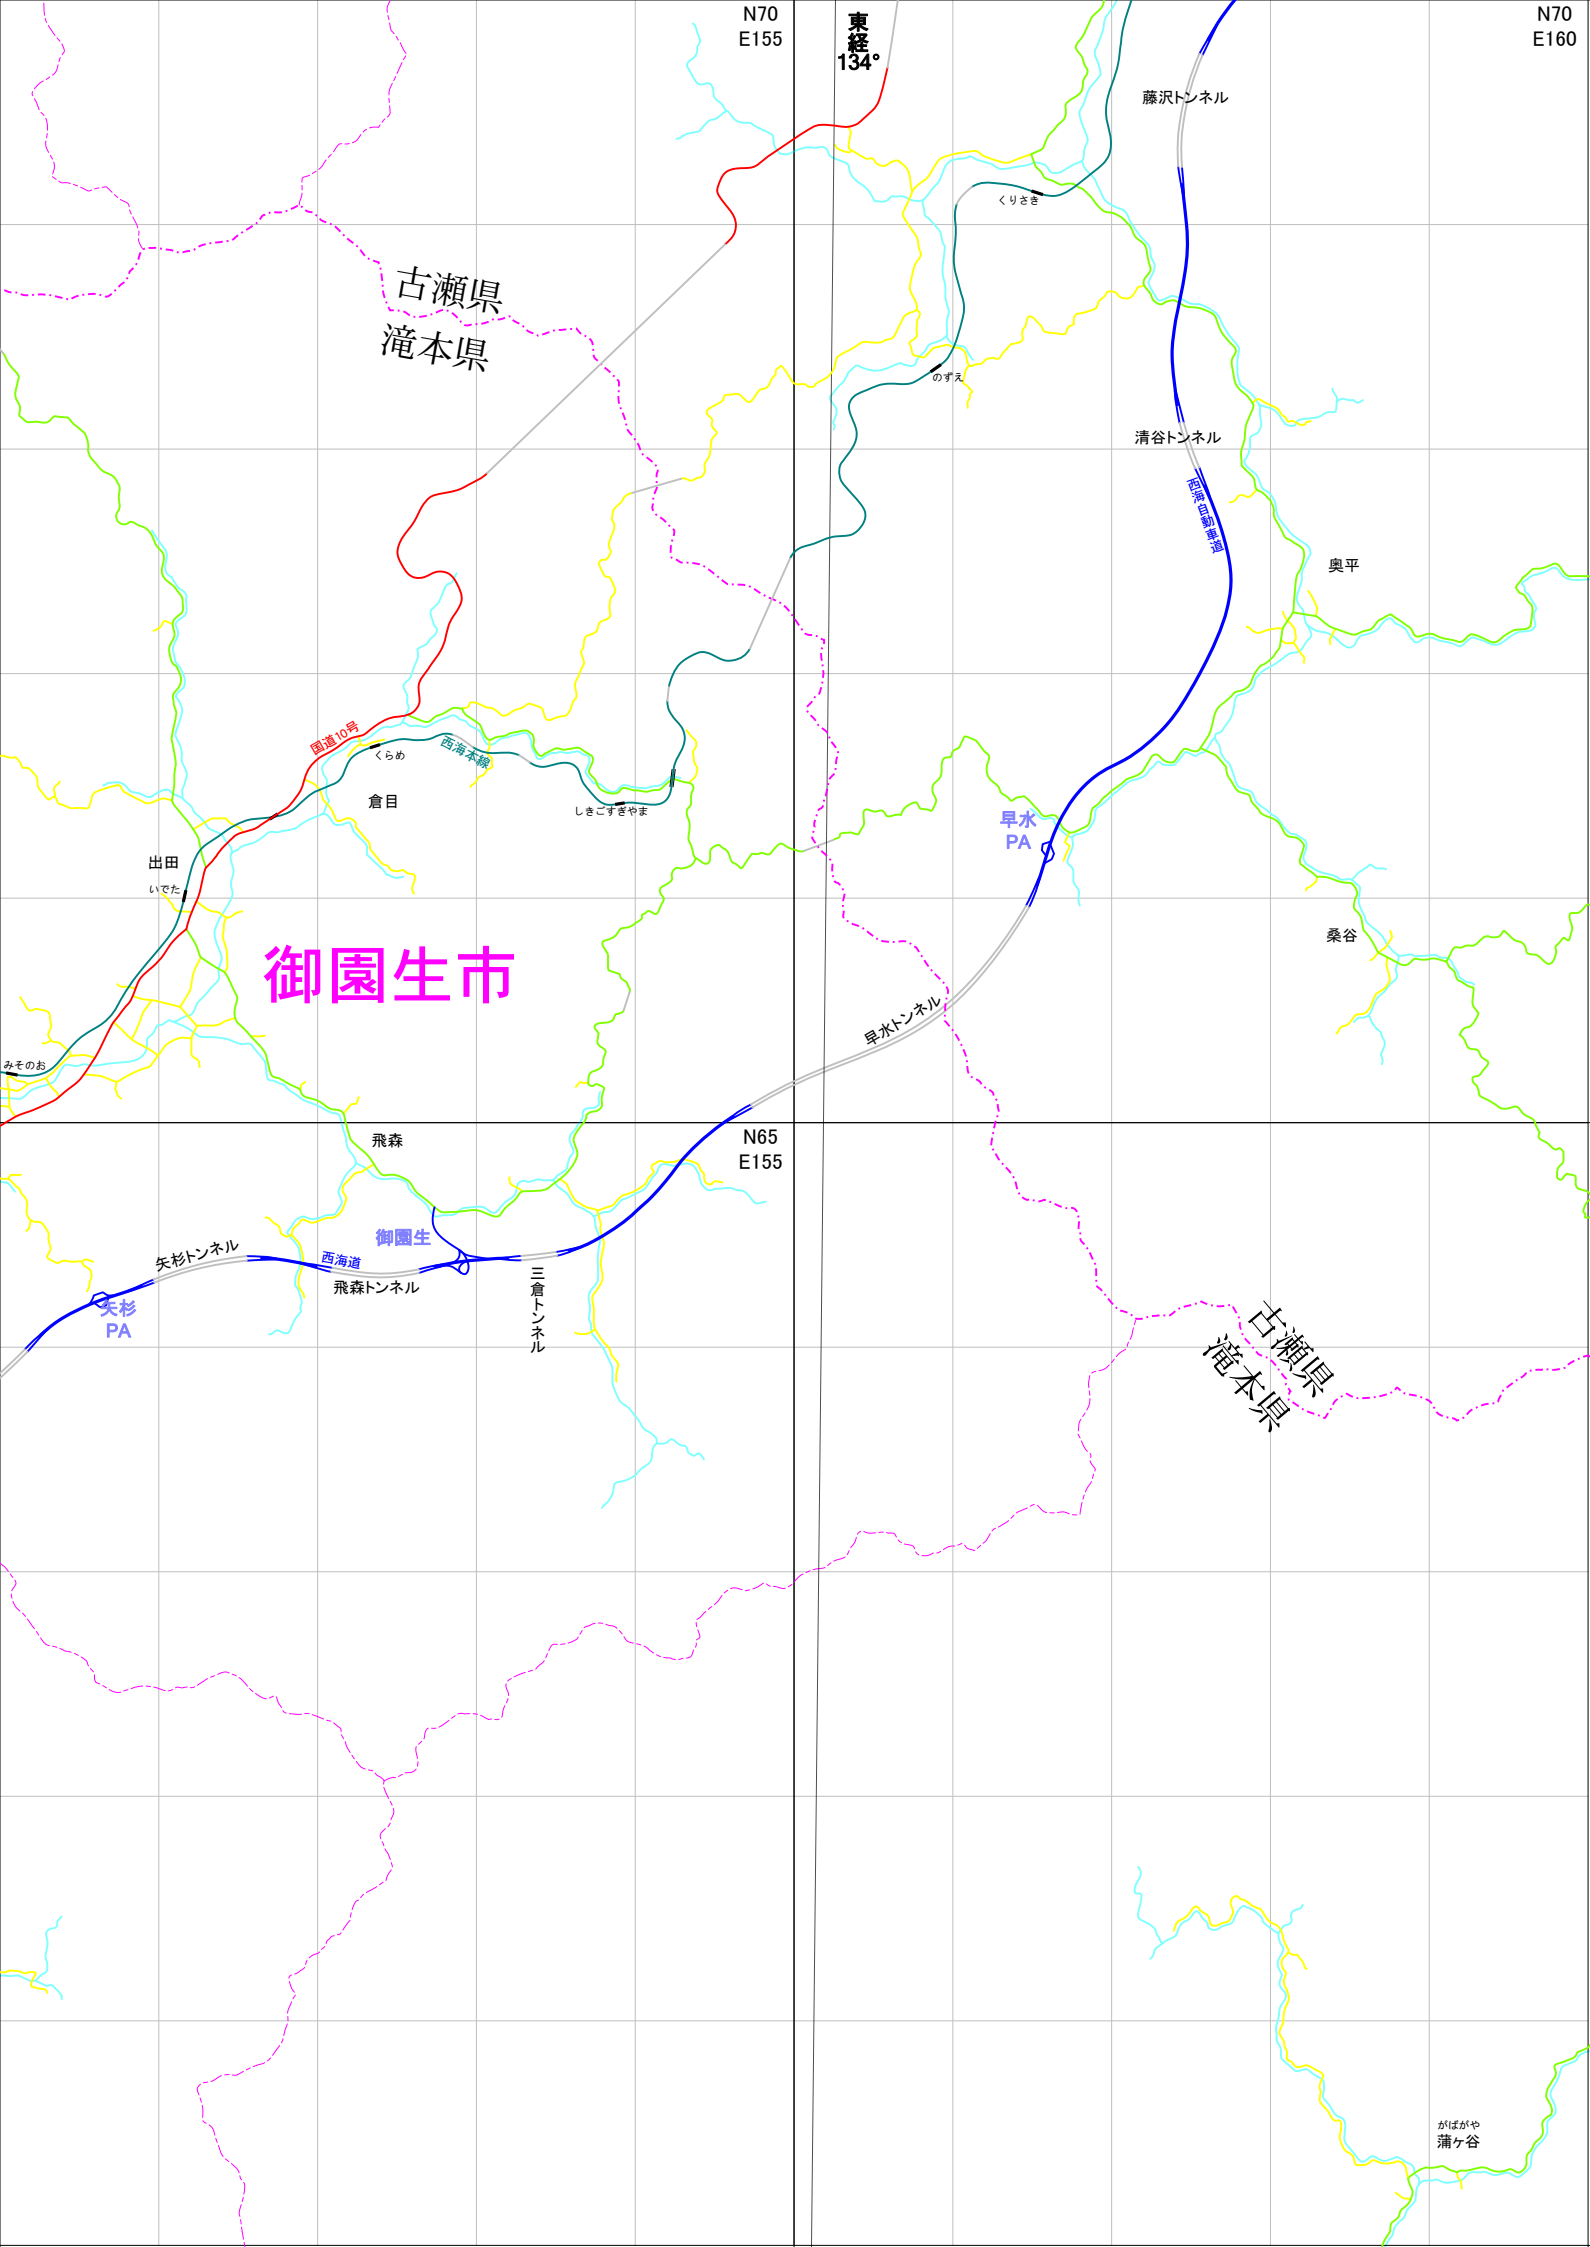 N70
E155
東経
134°
N70
E160
藤沢トンネル
くりさき
古瀬県
滝本県
のずえ
清谷トンネル
西海自動車道
奥平
国道10号
くらめ
西海本線
倉目
しきごすぎやま
早水
PA
出田
いでた
桑谷
御園生市
早水トンネル
みそのお
N65
E155
飛森
御園生
矢杉トンネル
西海道
飛森トンネル
三倉トンネル
矢杉
PA
古瀬県
滝本県
がばがや
蒲ヶ谷